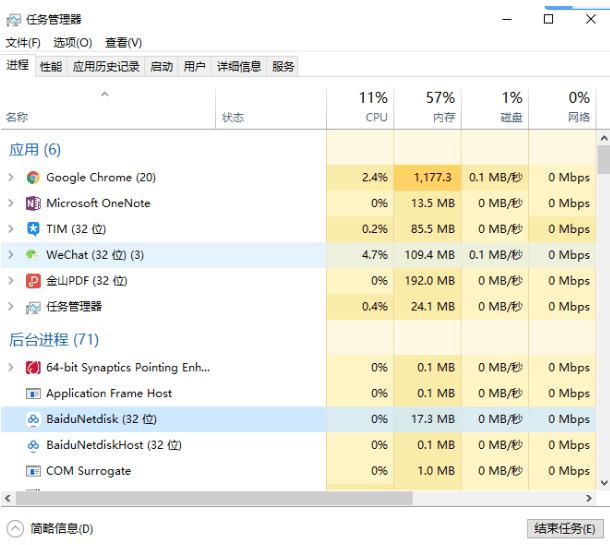 任务管理器
文件(F) 选项(O) 查看(V)
进程 性能 应用历史记录 启动 用户 详细信息 服务
11% 57% 1% 0%
名称 状态 CPU 内存 磁盘 网络
应用 (6)
Google Chrome (20) 2.4% 1,177.3 0.1 MB/秒 0 Mbps
Microsoft OneNote 0% 13.5 MB 0 MB/秒 0 Mbps
TIM (32 位) 0.2% 85.5 MB 0 MB/秒 0 Mbps
WeChat (32 位) (3) 4.7% 109.4 MB 0.1 MB/秒 0 Mbps
金山PDF (32 位) 0% 192.0 MB 0 MB/秒 0 Mbps
任务管理器 0.4% 24.1 MB 0 MB/秒 0 Mbps
后台进程 (71)
64-bit Synaptics Pointing Enh... 0% 0.1 MB 0 MB/秒 0 Mbps
Application Frame Host 0% 0.1 MB 0 MB/秒 0 Mbps
BaiduNetdisk (32 位) 0% 17.3 MB 0 MB/秒 0 Mbps
BaiduNetdiskHost (32 位) 0% 0.1 MB 0 MB/秒 0 Mbps
COM Surrogate 0% 1.0 MB 0 MB/秒 0 Mbps
简略信息(D) 结束任务(E)